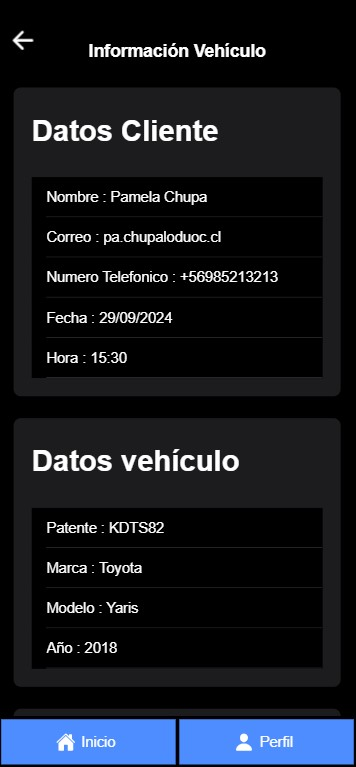 Información Vehículo
Datos Cliente
Nombre : Pamela Chupa
Correo : pa.chupaloduoc.cl
Numero Telefonico : +56985213213
Fecha : 29/09/2024
Hora : 15:30
Datos vehículo
Patente : KDTS82
Marca : Toyota
Modelo : Yaris
Año : 2018
Inicio
Perfil